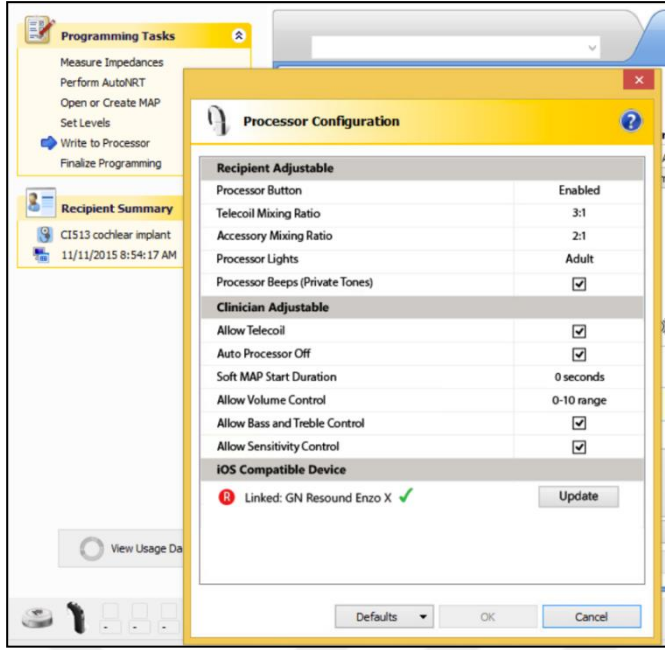 Programming Tasks
Measure Impedances
Perform AutoNRT
Open or Create MAP
Set Levels
Write to Processor
Finalize Programming
Recipient Summary
CI513 cochlear implant
11/11/2015 8:54:17 AM
View Usage Da
Processor Configuration
Recipient Adjustable
Processor Button Enabled
Telecoil Mixing Ratio 3:1
Accessory Mixing Ratio 2:1
Processor Lights Adult
Processor Beeps (Private Tones)
Clinician Adjustable
Allow Telecoil
Auto Processor Off
Soft MAP Start Duration 0 seconds
Allow Volume Control 0-10 range
Allow Bass and Treble Control
Allow Sensitivity Control
iOS Compatible Device
R Linked: GN Resound Enzo X Update
Defaults OK Cancel